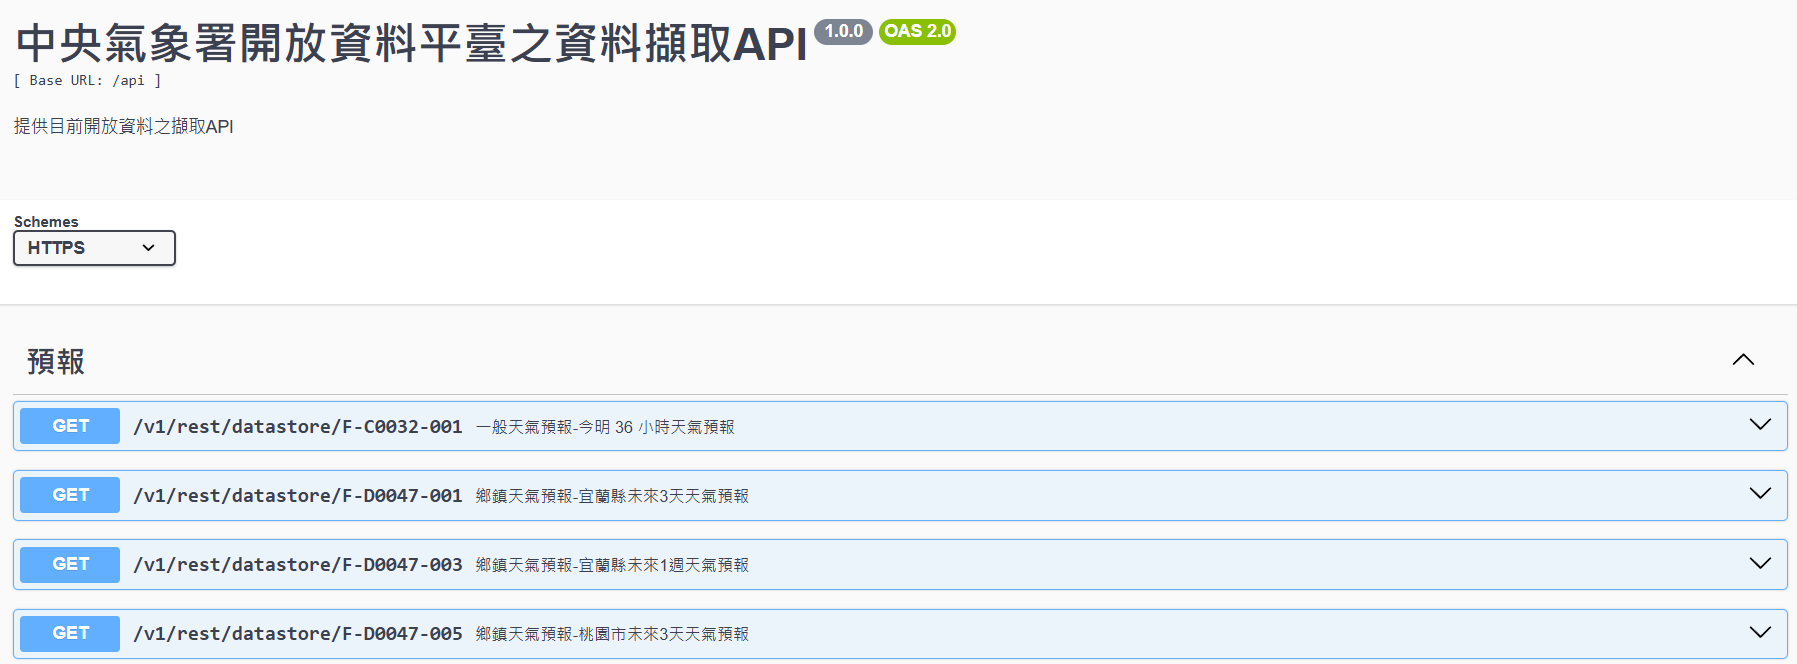 中央氣象署開放資料平臺之資料擷取API 1.0.0 OAS 2.0
[ Base URL: /api ]
提供目前開放資料之擷取API
Schemes
HTTPS
預報
GET /v1/rest/datastore/F-C0032-001 一般天氣預報-今明 36 小時天氣預報
GET /v1/rest/datastore/F-D0047-001 鄉鎮天氣預報-宜蘭縣未來3天天氣預報
GET /v1/rest/datastore/F-D0047-003 鄉鎮天氣預報-宜蘭縣未來1週天氣預報
GET /v1/rest/datastore/F-D0047-005 鄉鎮天氣預報-桃園市未來3天天氣預報